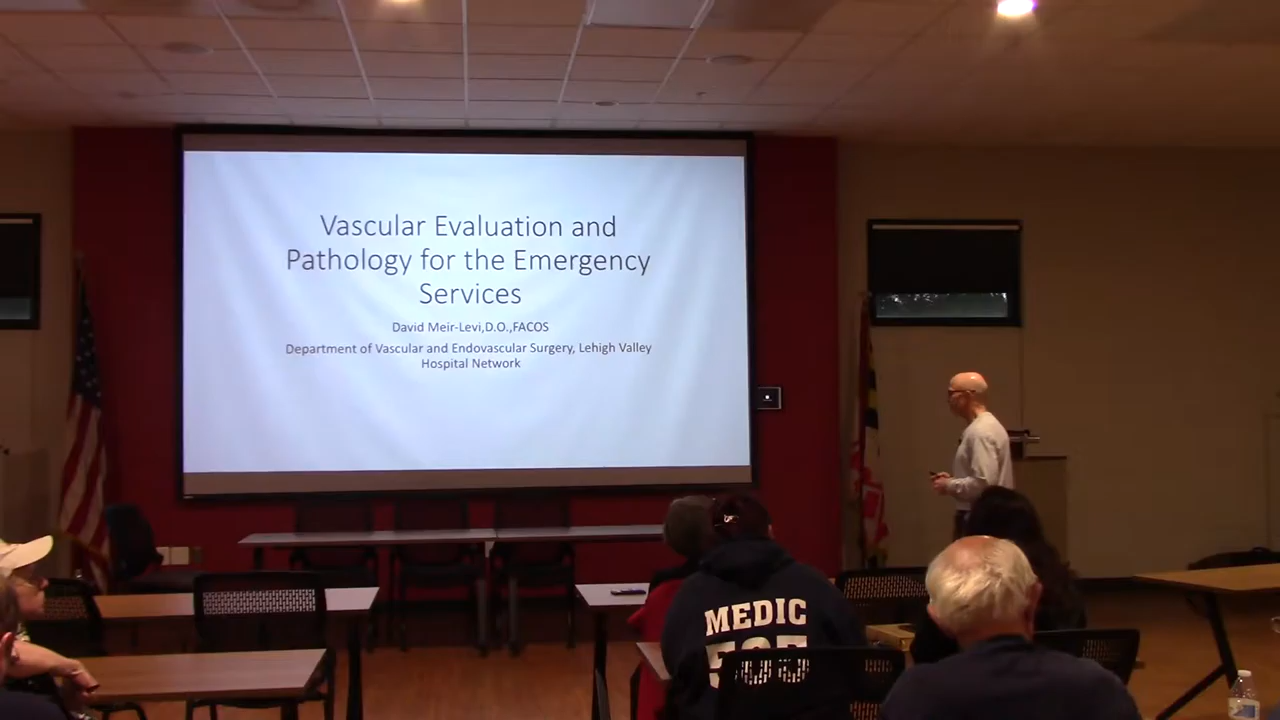 Vascular Evaluation and
Pathology for the Emergency
Services
David Meir-Levi,D.O.,FACOS
Department of Vascular and Endovascular Surgery, Lehigh Valley
Hospital Network
MEDIC